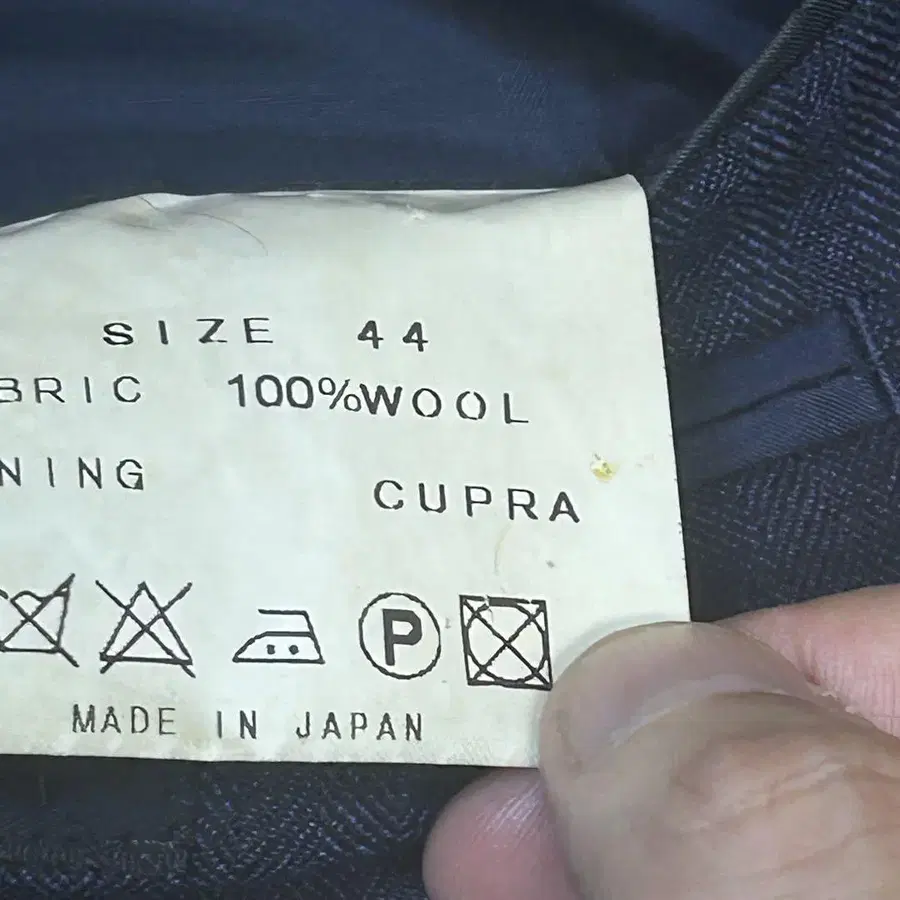 SIZE 44
BRIC 100%WOOL
NING CUPRA
P
MADE IN JAPAN